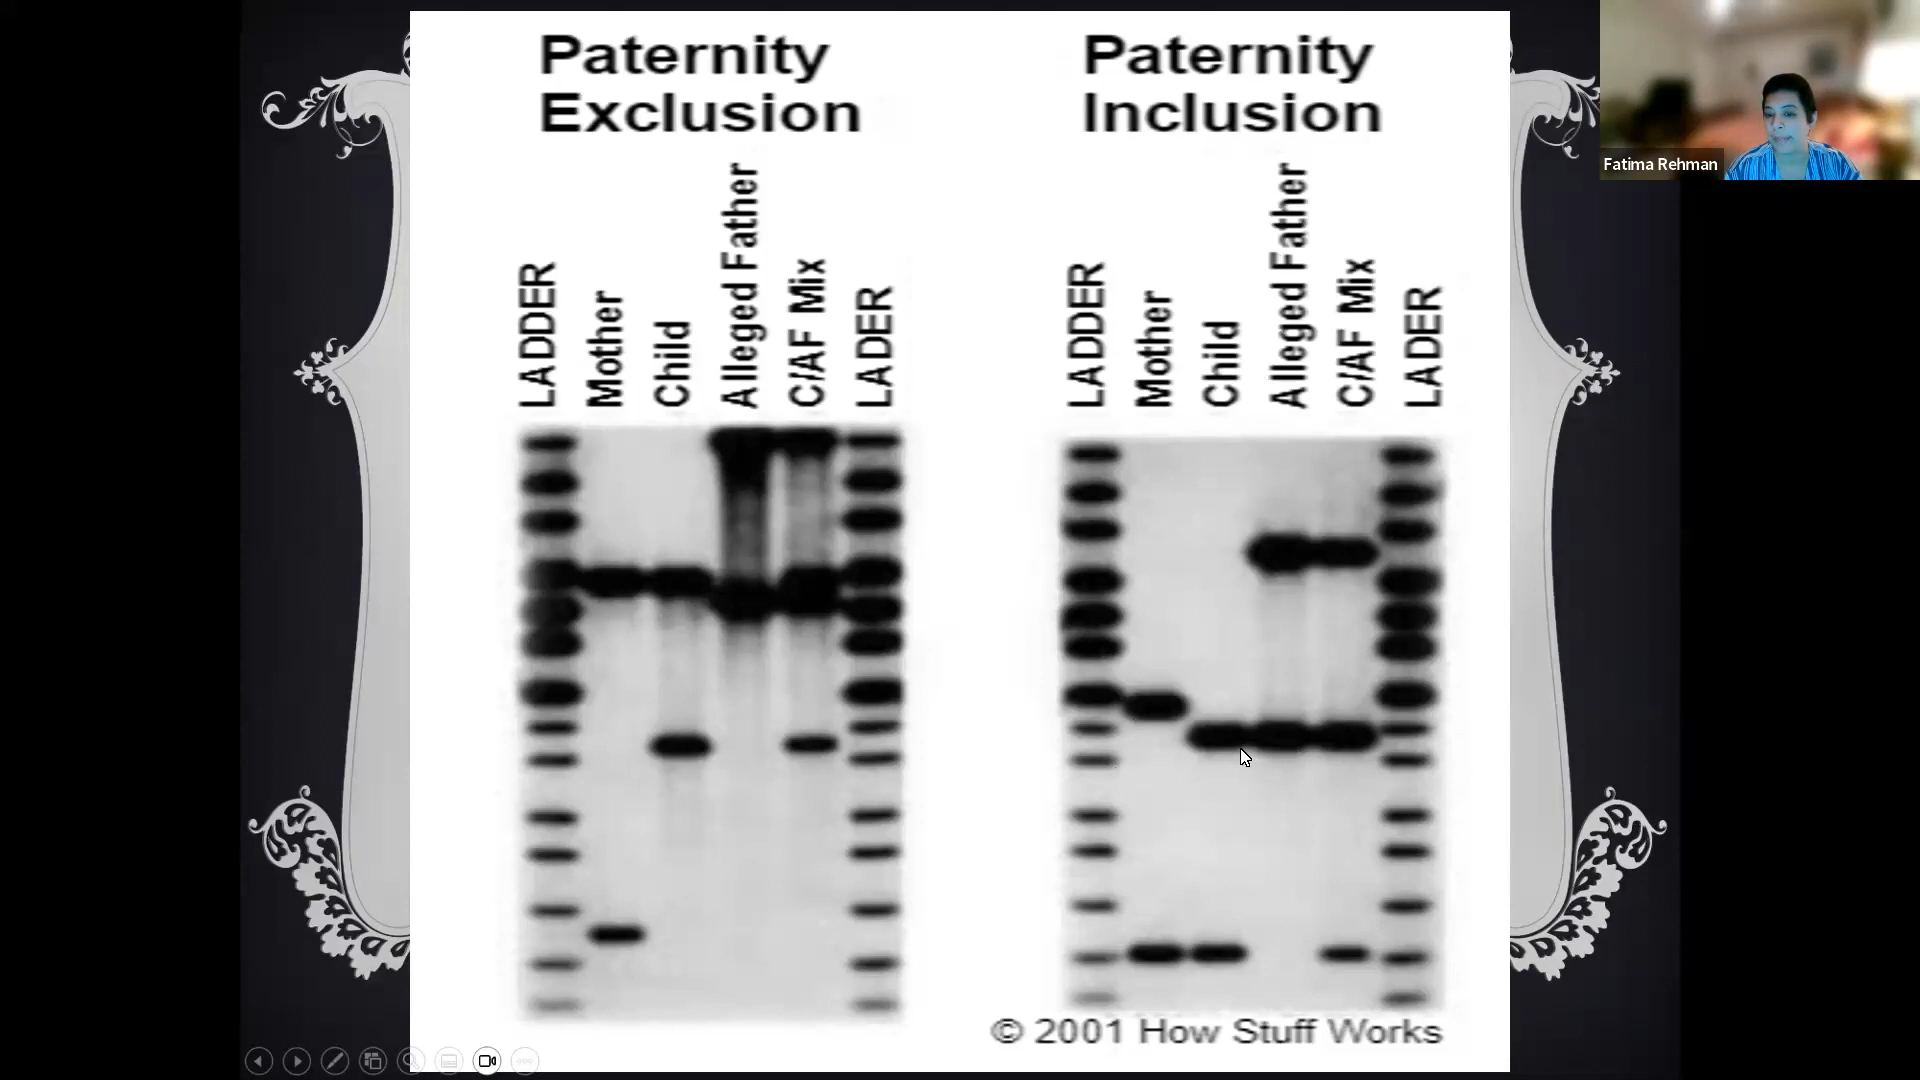 Paternity
Exclusion
LADDER
Mother
Child
Alleged Father
C/AF Mix
LADER
Paternity
Inclusion
LADDER
Mother
Child
Alleged Father
C/AF Mix
LADER
© 2001 How Stuff Works
Fatima Rehman